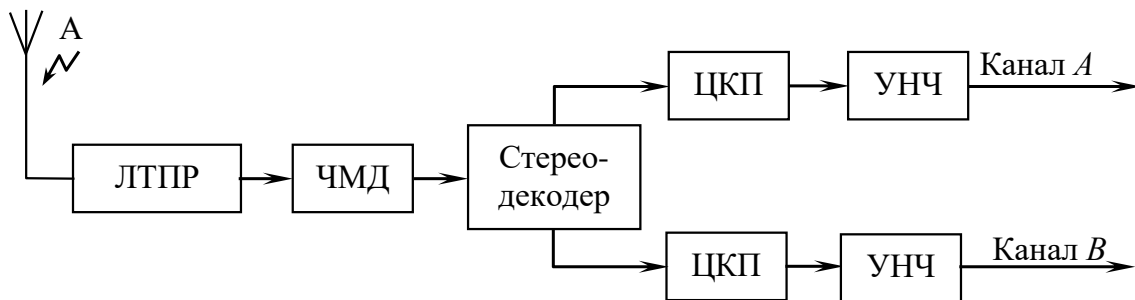 А
ЦКП
УНЧ
Канал A
ЛТПР
ЧМД
Стерео-
декодер
ЦКП
УНЧ
Канал B